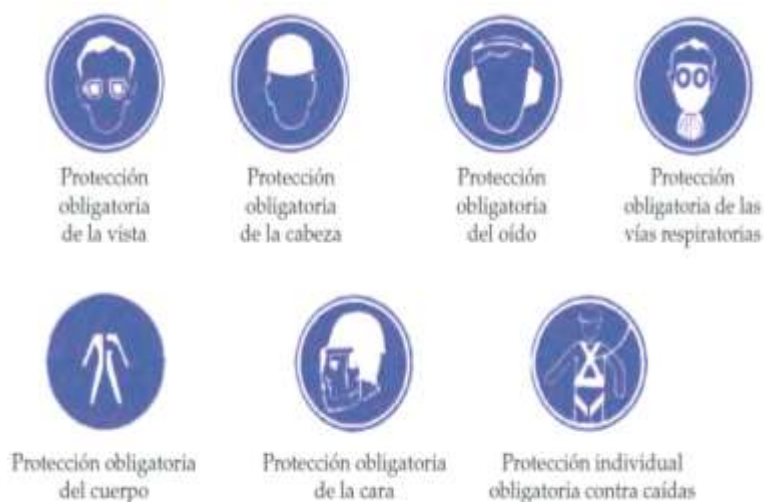 Protección
obligatoria
de la vista
Protección
obligatoria
de la cabeza
Protección
obligatoria
del oído
Protección
obligatoria de las
vías respiratorias
Protección obligatoria
del cuerpo
Protección obligatoria
de la cara
Protección individual
obligatoria contra caídas